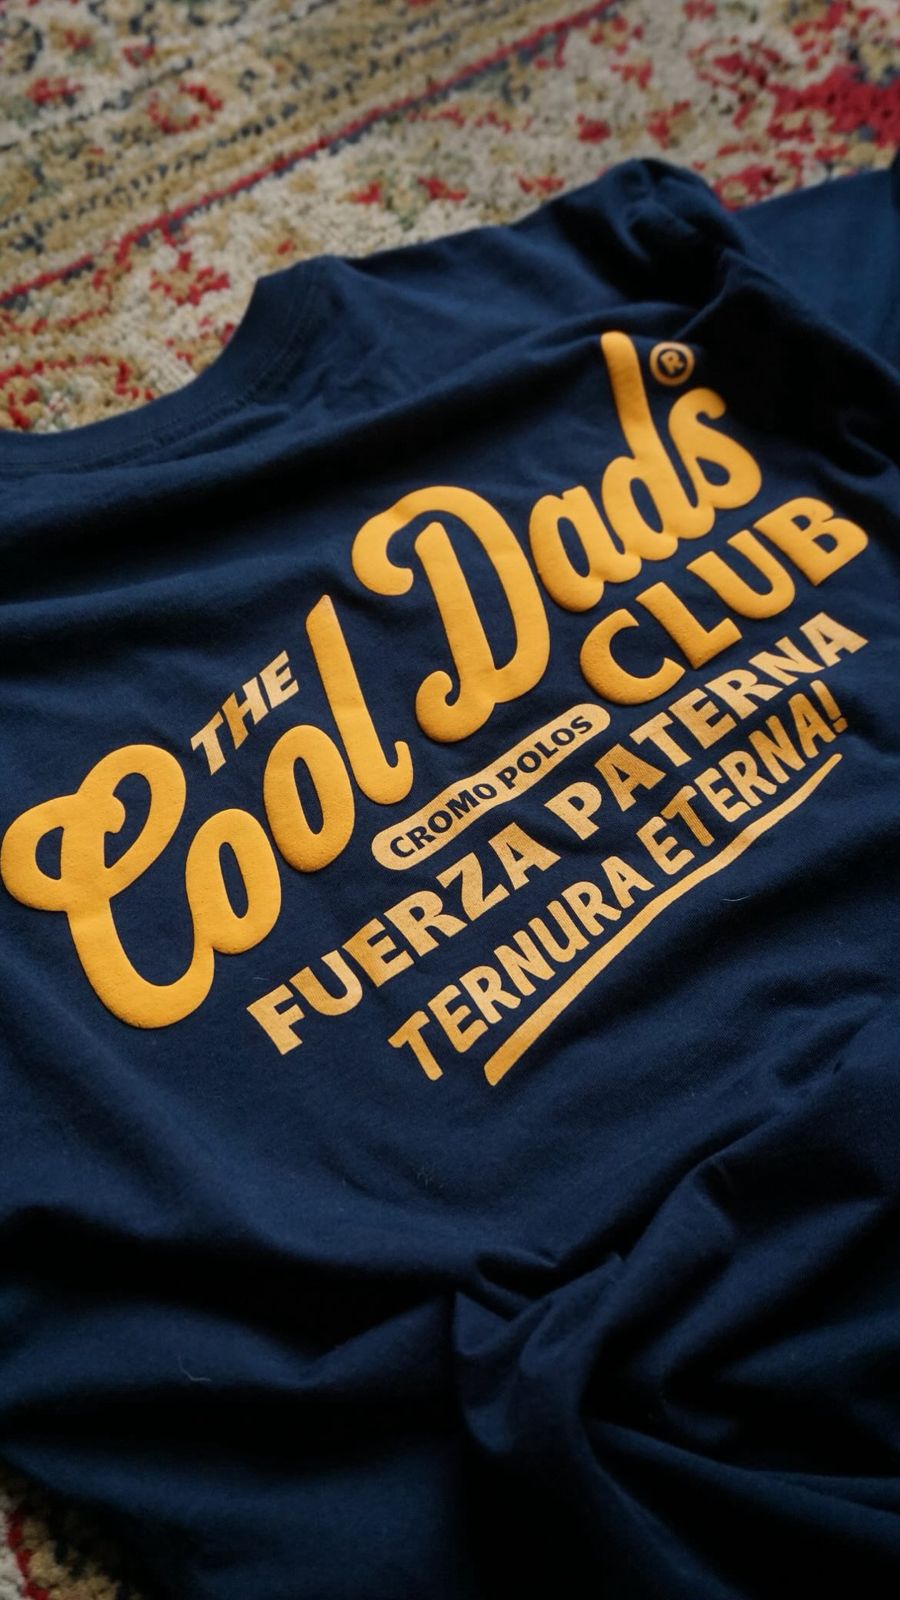 THE
Cool Dads ®
CLUB
CROMO POLOS
FUERZA PATERNA
TERNURA ETERNA!